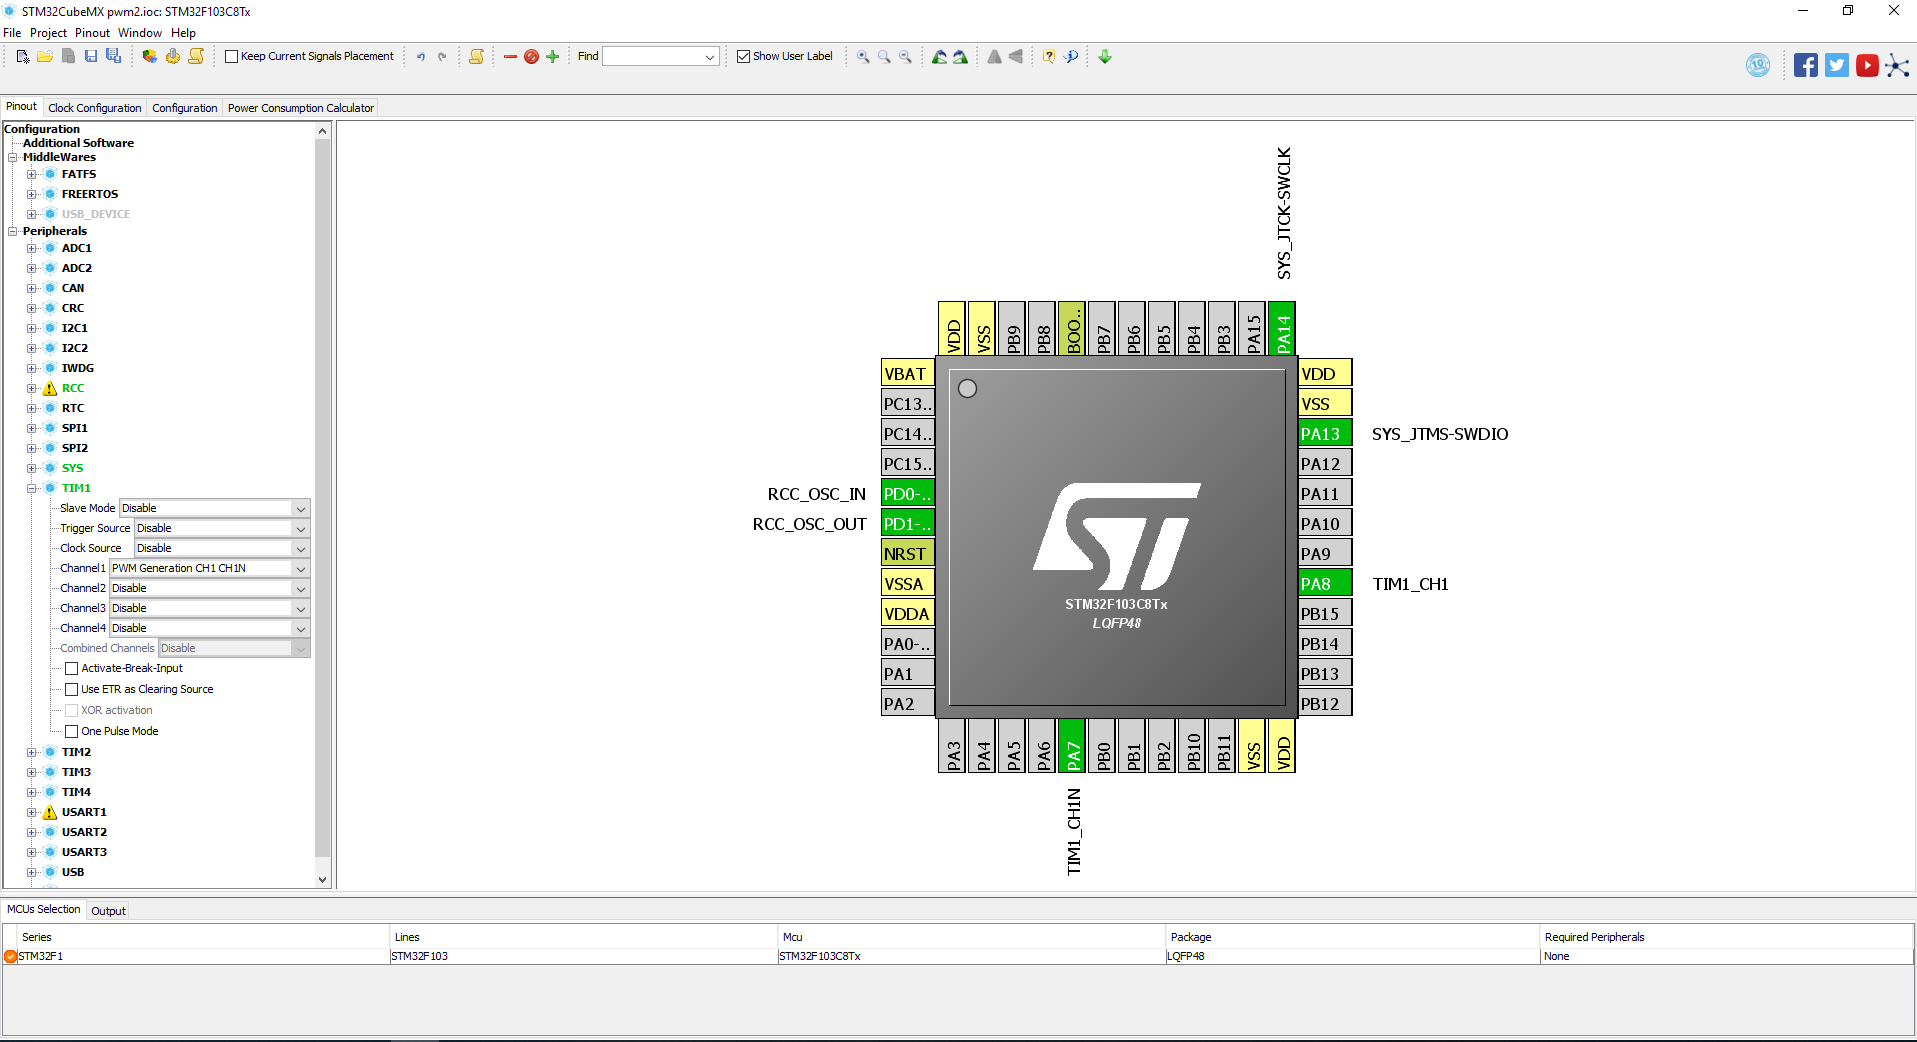 STM32CubeMX pwm2.ioc: STM32F103C8Tx
File Project Pinout Window Help
Keep Current Signals Placement Find Show User Label
Pinout Clock Configuration Configuration Power Consumption Calculator
Configuration
Additional Software
MiddleWares
FATFS
FREERTOS
USB_DEVICE
Peripherals
ADC1
ADC2
CAN
CRC
I2C1
I2C2
IWDG
RCC
RTC
SPI1
SPI2
SYS
TIM1
Slave Mode Disable
Trigger Source Disable
Clock Source Disable
Channel1 PWM Generation CH1 CH1N
Channel2 Disable
Channel3 Disable
Channel4 Disable
Combined Channels Disable
Activate-Break-Input
Use ETR as Clearing Source
XOR activation
One Pulse Mode
TIM2
TIM3
TIM4
USART1
USART2
USART3
USB
SYS_JTCK-SWCLK
VDD VSS PB9 PB8 BOO.. PB7 PB6 PB5 PB4 PB3 PA15 PA14
VBAT
PC13..
PC14..
PC15..
RCC_OSC_IN PD0-..
RCC_OSC_OUT PD1-..
NRST
VSSA
VDDA
PA0-..
PA1
PA2
ST
STM32F103C8Tx
LQFP48
VDD
VSS
PA13 SYS_JTMS-SWDIO
PA12
PA11
PA10
PA9
PA8 TIM1_CH1
PB15
PB14
PB13
PB12
PA3 PA4 PA5 PA6 PA7 PB0 PB1 PB2 PB10 PB11 VSS VDD
TIM1_CH1N
MCUs Selection Output
Series Lines Mcu Package Required Peripherals
STM32F1 STM32F103 STM32F103C8Tx LQFP48 None